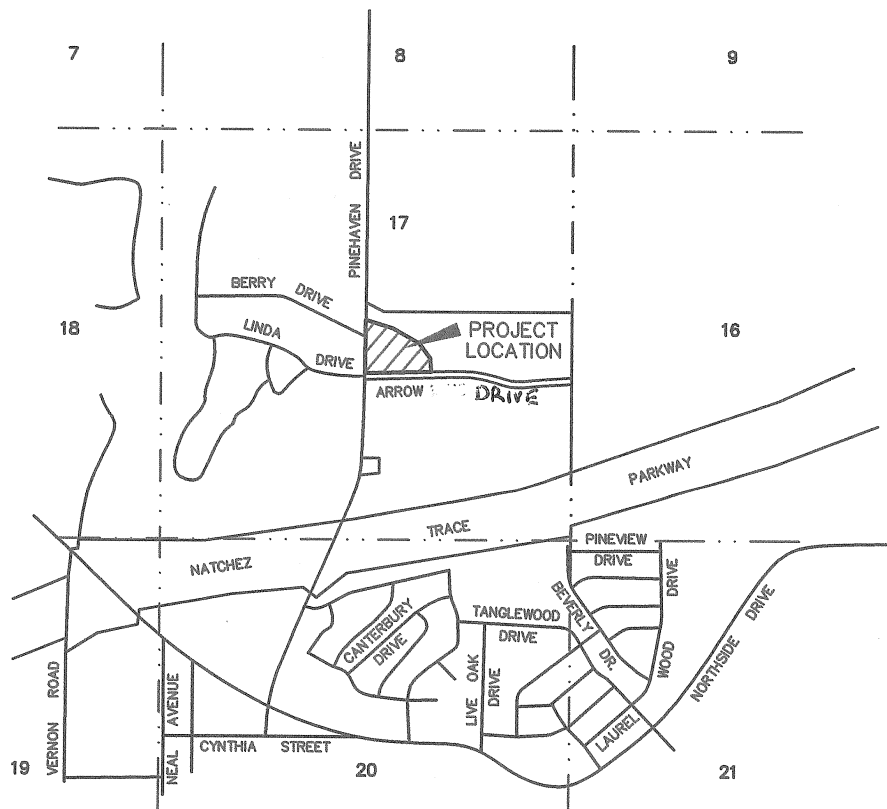 7
8
9
PINEHAVEN DRIVE
17
BERRY DRIVE
18
LINDA DRIVE
PROJECT
LOCATION
16
ARROW DRIVE
PARKWAY
TRACE
NATCHEZ
PINEVIEW
DRIVE
BEVERLY
DR.
WOOD
DRIVE
NORTHSIDE DRIVE
CANTERBURY
DRIVE
TANGLEWOOD
DRIVE
LIVE OAK
DRIVE
LAUREL
VERNON ROAD
NEAL AVENUE
CYNTHIA STREET
19
20
21